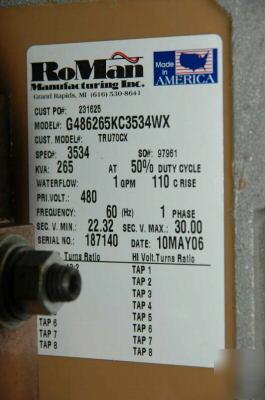 RoMan
Manufacturing Inc.
Grand Rapids, MI (616) 530-8641
Made in
AMERICA
CUST PO#: 231625
MODEL#: G486265KC3534WX
CUST. MODEL#: TRU70CX
SPEC#: 3534 SO#: 97961
KVA: 265 AT 50% DUTY CYCLE
WATERFLOW: 1 GPM 110 C RISE
PRI.VOLT.: 480
FREQUENCY: 60 (Hz) 1 PHASE
SEC. V. MIN.: 22.32 SEC. V. MAX.: 30.00
SERIAL NO.: 187140 DATE: 10MAY06
Turns Ratio HI Volt.Turns Ratio
TAP 1
TAP 2
TAP 3
TAP 4
TAP 5
TAP 6 TAP 6
TAP 7 TAP 7
TAP 8 TAP 8